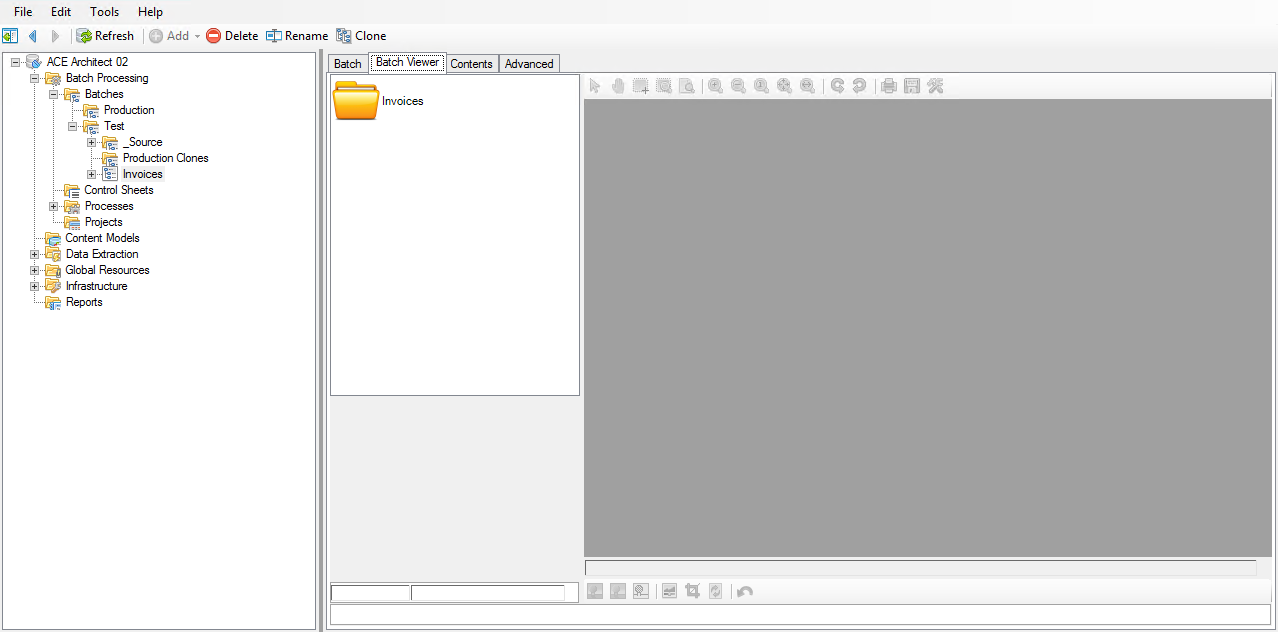 File Edit Tools Help
Refresh Add Delete Rename Clone
ACE Architect 02
Batch Processing
Batches
Production
Test
_Source
Production Clones
Invoices
Control Sheets
Processes
Projects
Content Models
Data Extraction
Global Resources
Infrastructure
Reports
Batch Batch Viewer Contents Advanced
Invoices